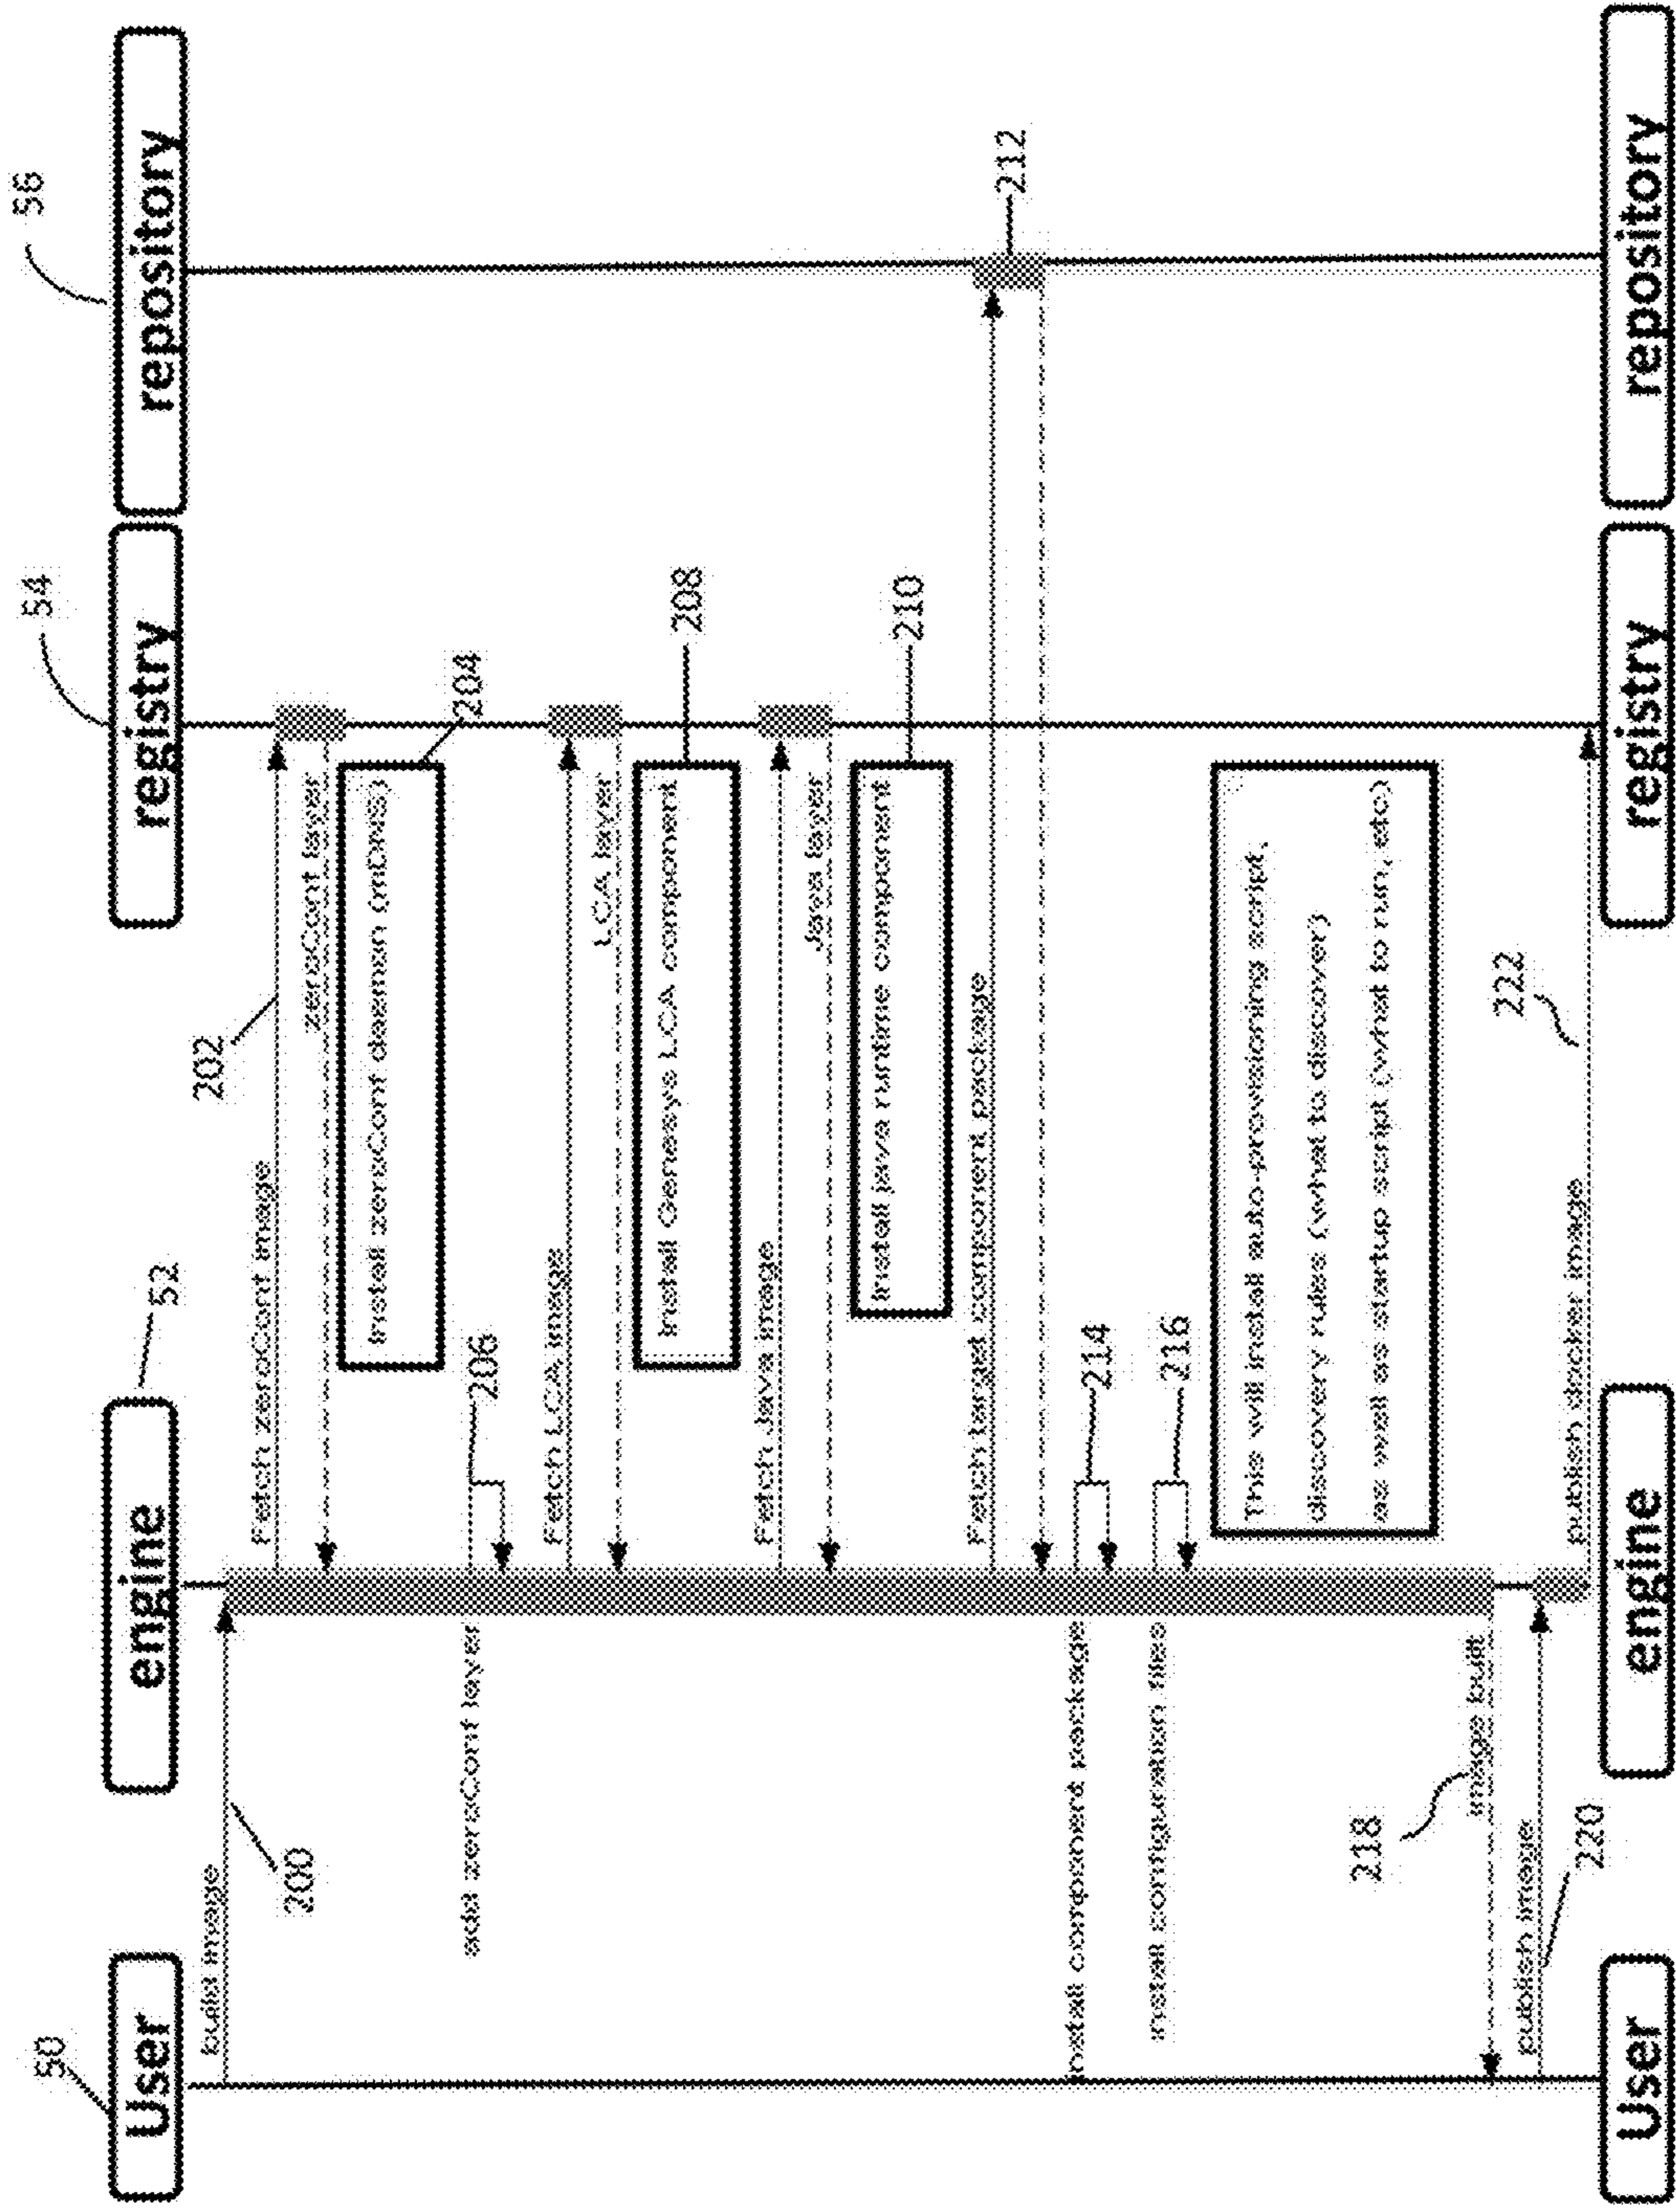 50
52
54
56
User
engine
registry
repository
build image
200
Fetch zeroConf image
202
zeroConf layer
Install zeroConf deamon (mDNS)
204
add zeroConf layer
206
Fetch LCA image
LCA layer
Install Genesys LCA component
208
Fetch Java image
Java layer
Install java runtime component
210
Fetch target component package
212
install component package
214
install configuration files
216
This will install auto-provisioning script,
discovery rules (what to discover)
as well as startup script (what to run, etc)
image built
218
publish image
220
publish docker image
222
User
engine
registry
repository